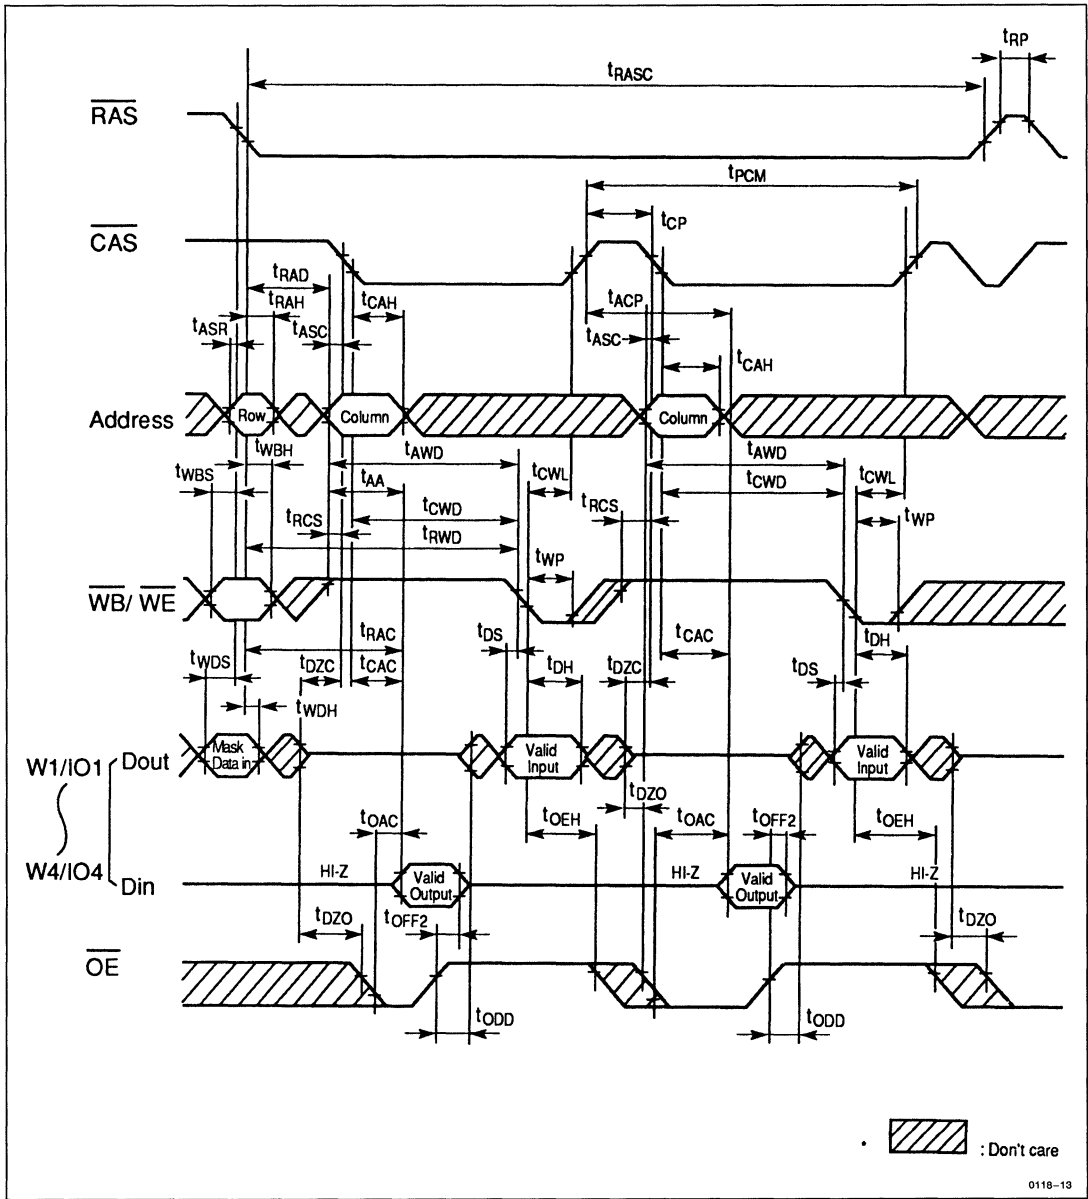 tRP
tRASC
RAS
tPCM
CAS
tCP
tRAD
tCAH
tACP
tRAH
tASR
tASC
tASC
tCAH
Address
Row
Column
Column
tWBH
tAWD
tAWD
tWBS
tAA
tCWL
tCWL
tCWD
tCWD
tRCS
tRCS
tWP
tRWD
tWP
WB/ WE
tRAC
tDS
tCAC
tDH
tWDS
tDZC
tCAC
tDH
tDZC
tDS
tWDH
Mask Data in
Valid Input
Valid Input
W1/IO1
Dout
tDZO
tOAC
tOEH
tOAC
tOFF2
tOEH
W4/IO4
Din
HI-Z
Valid Output
HI-Z
Valid Output
HI-Z
tDZO
tOFF2
tDZO
OE
tODD
tODD
: Don't care
0118–13